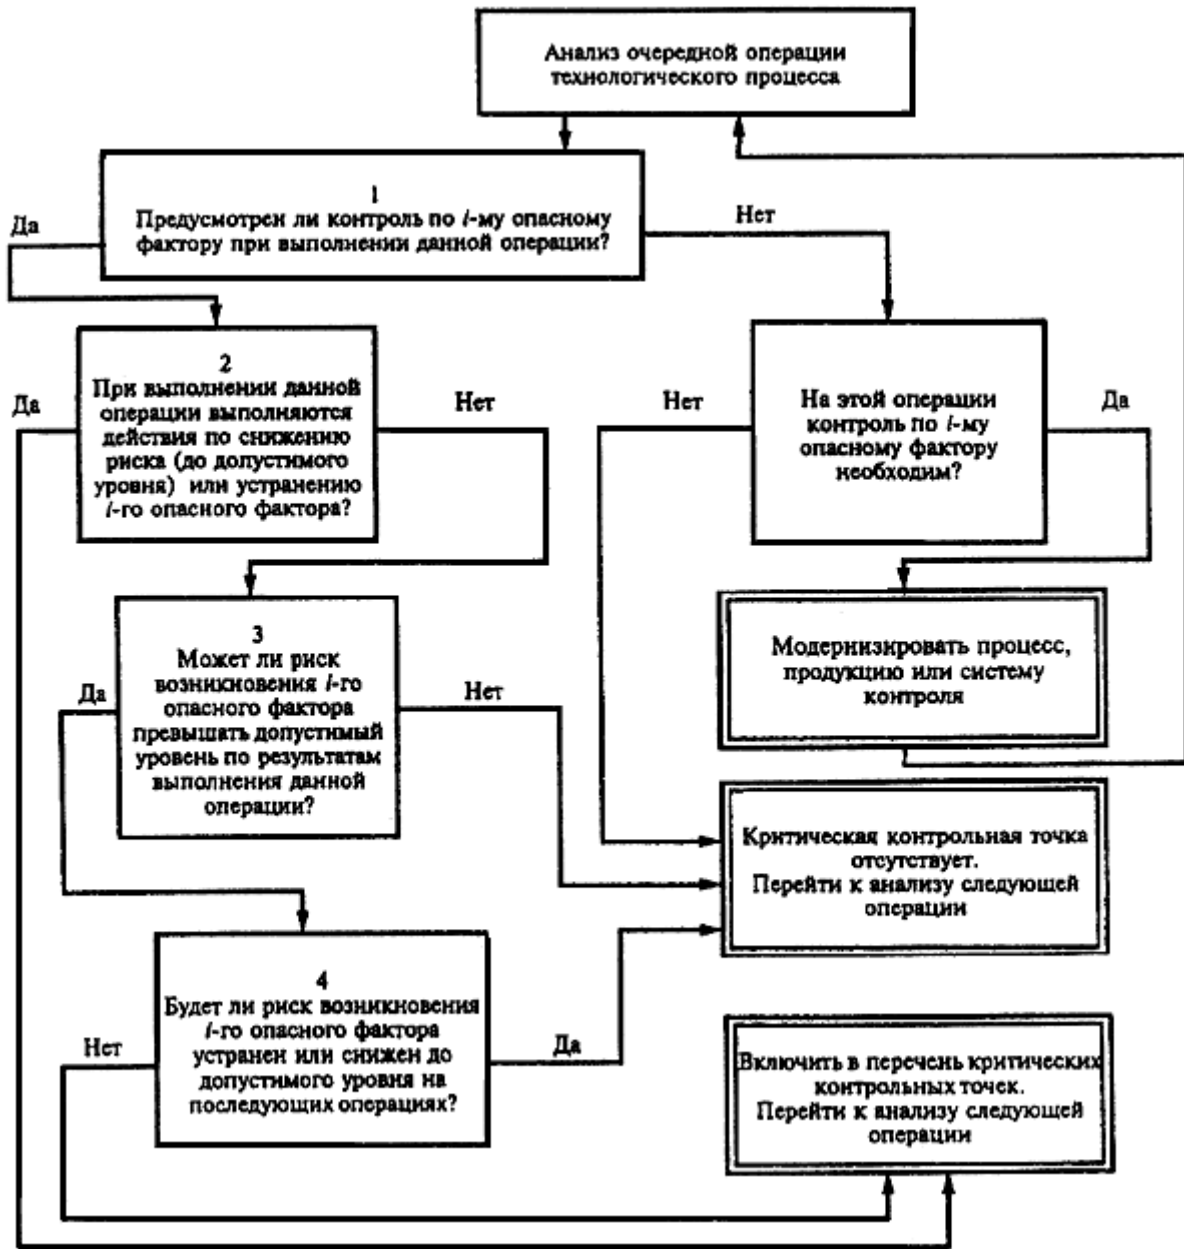 Анализ очередной операции
технологического процесса
1
Предусмотрен ли контроль по i-му опасному
фактору при выполнении данной операции?
Да
Нет
2
При выполнении данной
операции выполняются
действия по снижению
риска (до допустимого
уровня) или устранению
i-го опасного фактора?
Да
Нет
На этой операции
контроль по i-му
опасному фактору
необходим?
Нет
Да
3
Может ли риск
возникновения i-го
опасного фактора
превышать допустимый
уровень по результатам
выполнения данной
операции?
Да
Нет
Модернизировать процесс,
продукцию или систему
контроля
Критическая контрольная точка
отсутствует.
Перейти к анализу следующей
операции
4
Будет ли риск возникновения
i-го опасного фактора
устранен или снижен до
допустимого уровня на
последующих операциях?
Нет
Да
Включить в перечень критических
контрольных точек.
Перейти к анализу следующей
операции